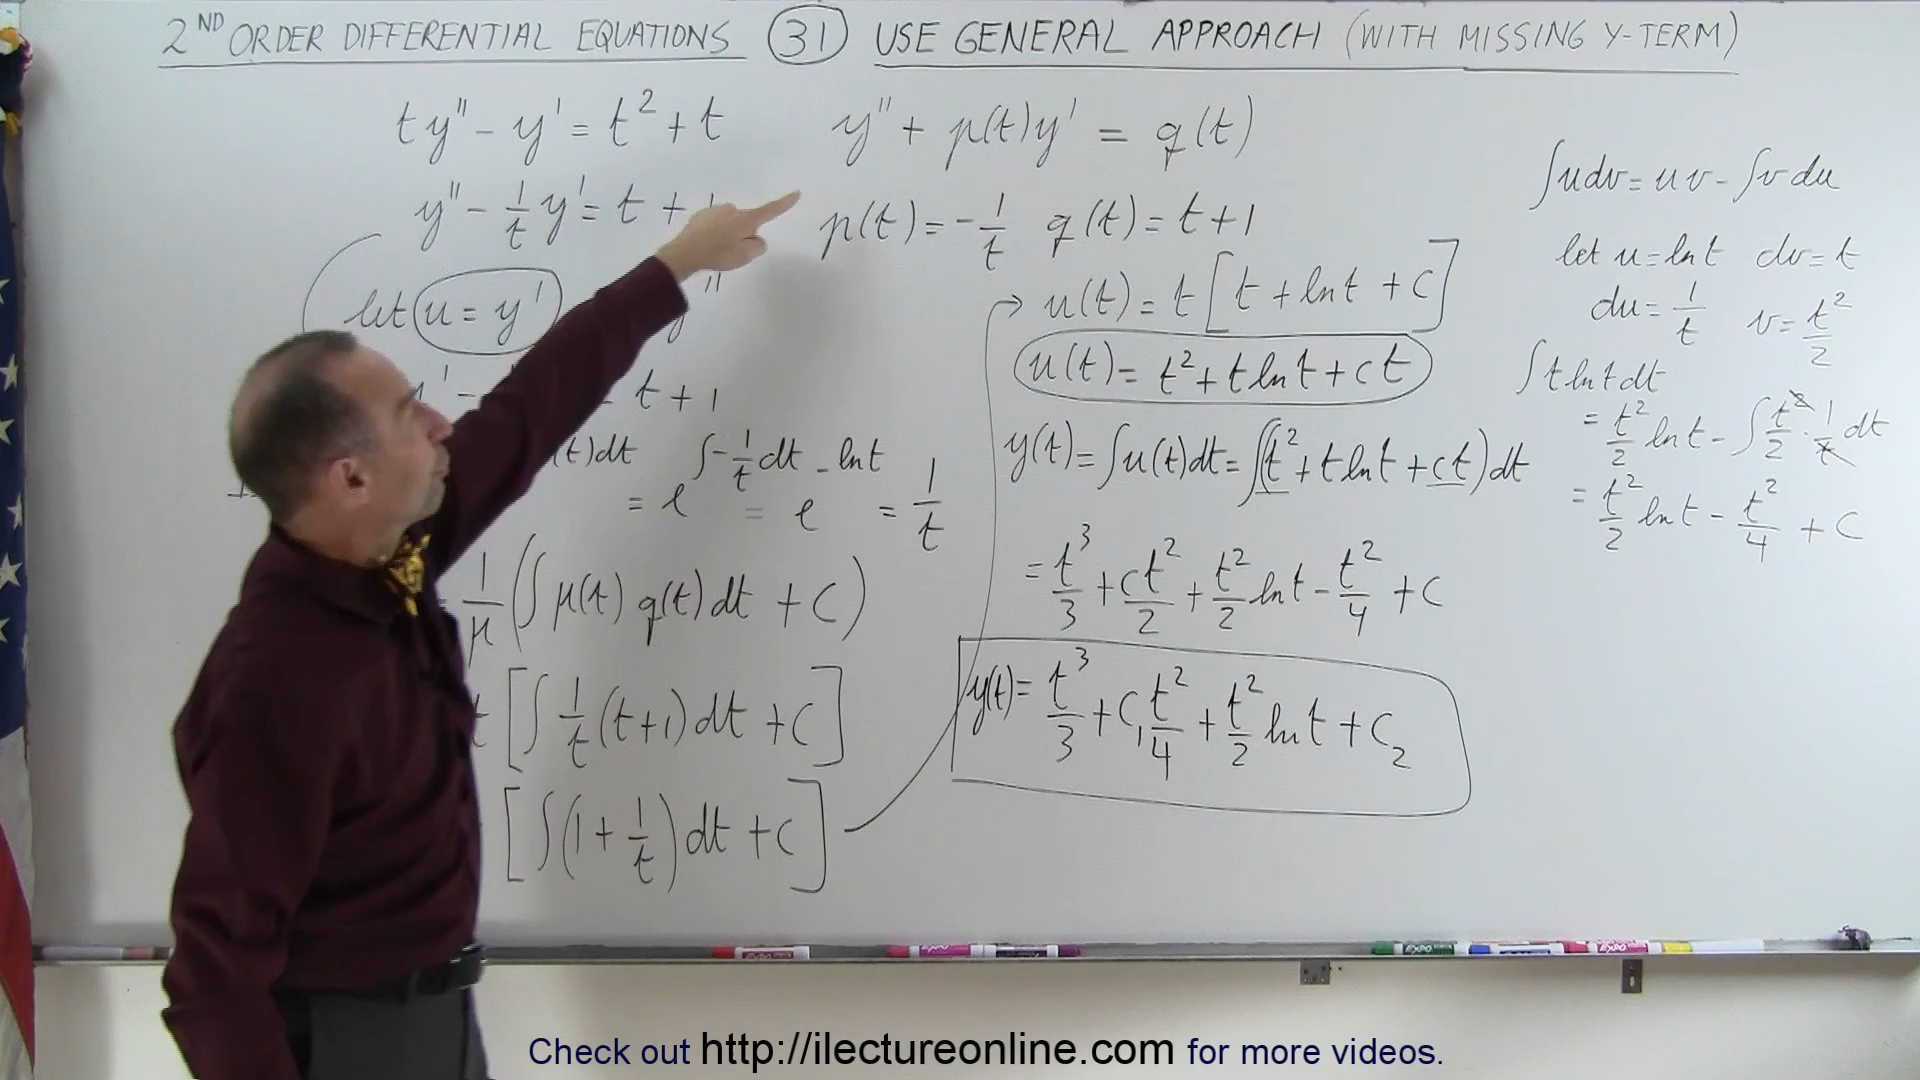 2ND ORDER DIFFERENTIAL EQUATIONS (31) USE GENERAL APPROACH (WITH MISSING Y-TERM)
ty'' - y' = t² + t
y'' - 1/t y' = t +
let u = y'
t + 1
(t)dt = e^(∫-1/t dt) = e^(-ln t) = 1/t
1/μ (∫ μ(t) q(t) dt + C)
t [∫ 1/t (t+1) dt + C]
[∫ (1 + 1/t) dt + C]
y'' + p(t)y' = q(t)
p(t) = -1/t q(t) = t+1
→ u(t) = t [t + ln t + C]
u(t) = t² + t ln t + ct
y(t) = ∫u(t)dt = ∫(t² + t ln t + ct) dt
= t³/3 + ct²/2 + t²/2 ln t - t²/4 + C
y(t) = t³/3 + C₁ t²/4 + t²/2 ln t + C₂
∫udv = uv - ∫v du
let u = ln t dv = t
du = 1/t v = t²/2
∫t ln t dt
= t²/2 ln t - ∫ t²/2 · 1/t dt
= t²/2 ln t - t²/4 + C
EXPO
Check out http://ilectureonline.com for more videos.